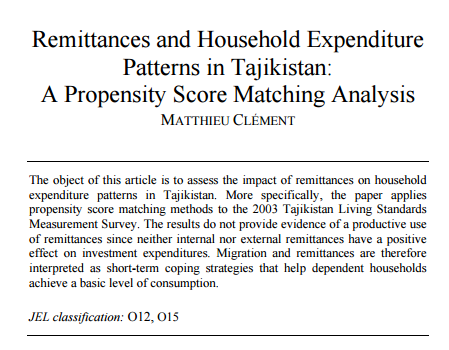 Remittances and Household Expenditure
Patterns in Tajikistan:
A Propensity Score Matching Analysis
MATTHIEU CLÉMENT
The object of this article is to assess the impact of remittances on household
expenditure patterns in Tajikistan. More specifically, the paper applies
propensity score matching methods to the 2003 Tajikistan Living Standards
Measurement Survey. The results do not provide evidence of a productive use
of remittances since neither internal nor external remittances have a positive
effect on investment expenditures. Migration and remittances are therefore
interpreted as short-term coping strategies that help dependent households
achieve a basic level of consumption.
JEL classification: O12, O15